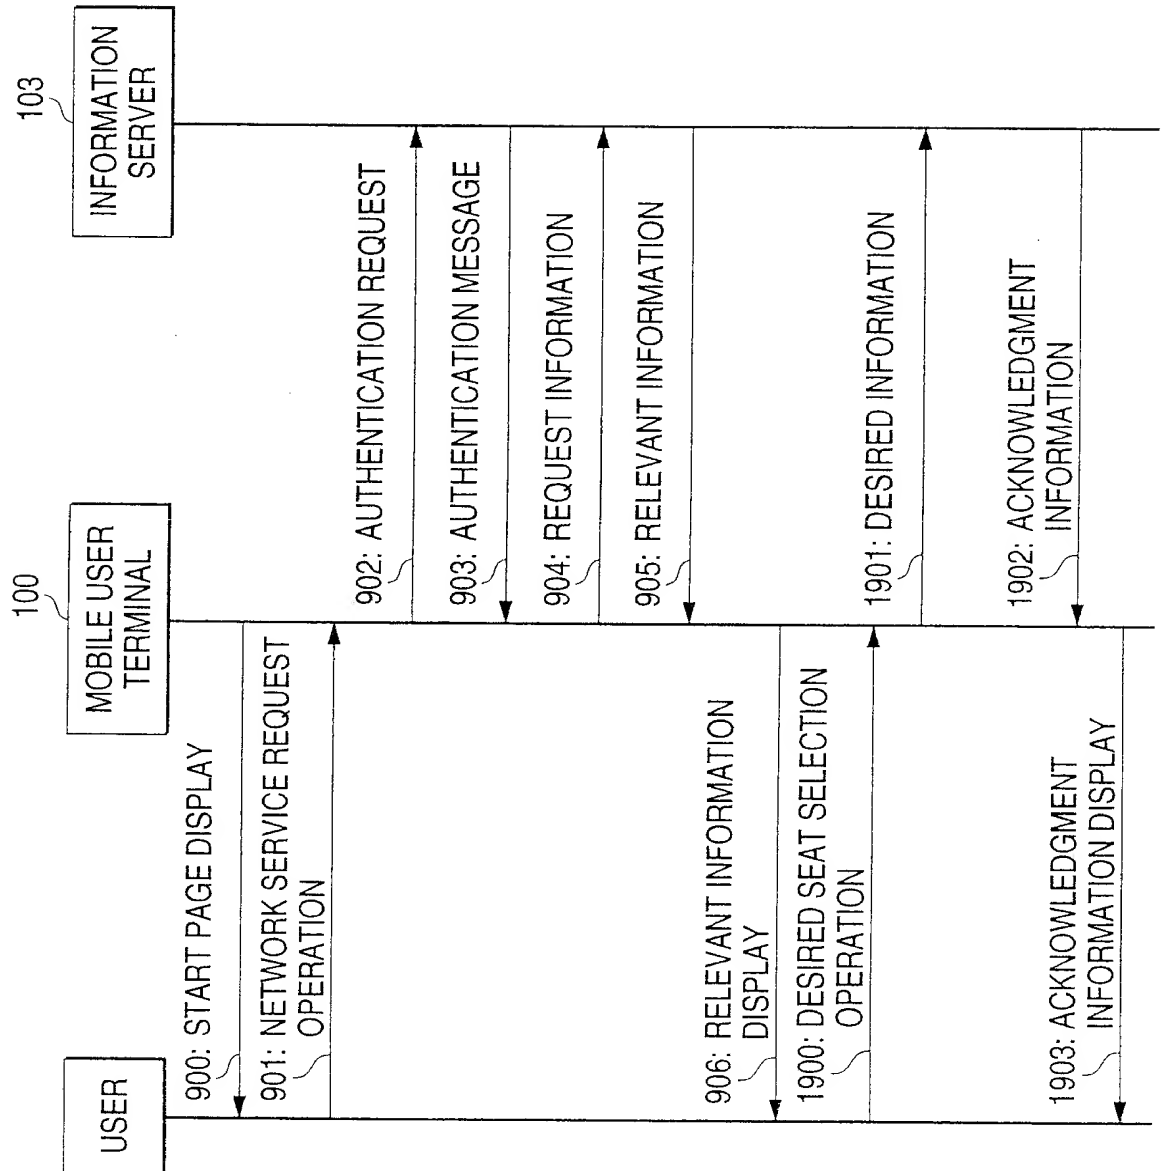 USER
100
MOBILE USER
TERMINAL
103
INFORMATION
SERVER
900: START PAGE DISPLAY
901: NETWORK SERVICE REQUEST
OPERATION
902: AUTHENTICATION REQUEST
903: AUTHENTICATION MESSAGE
904: REQUEST INFORMATION
905: RELEVANT INFORMATION
906: RELEVANT INFORMATION
DISPLAY
1900: DESIRED SEAT SELECTION
OPERATION
1901: DESIRED INFORMATION
1902: ACKNOWLEDGMENT
INFORMATION
1903: ACKNOWLEDGMENT
INFORMATION DISPLAY